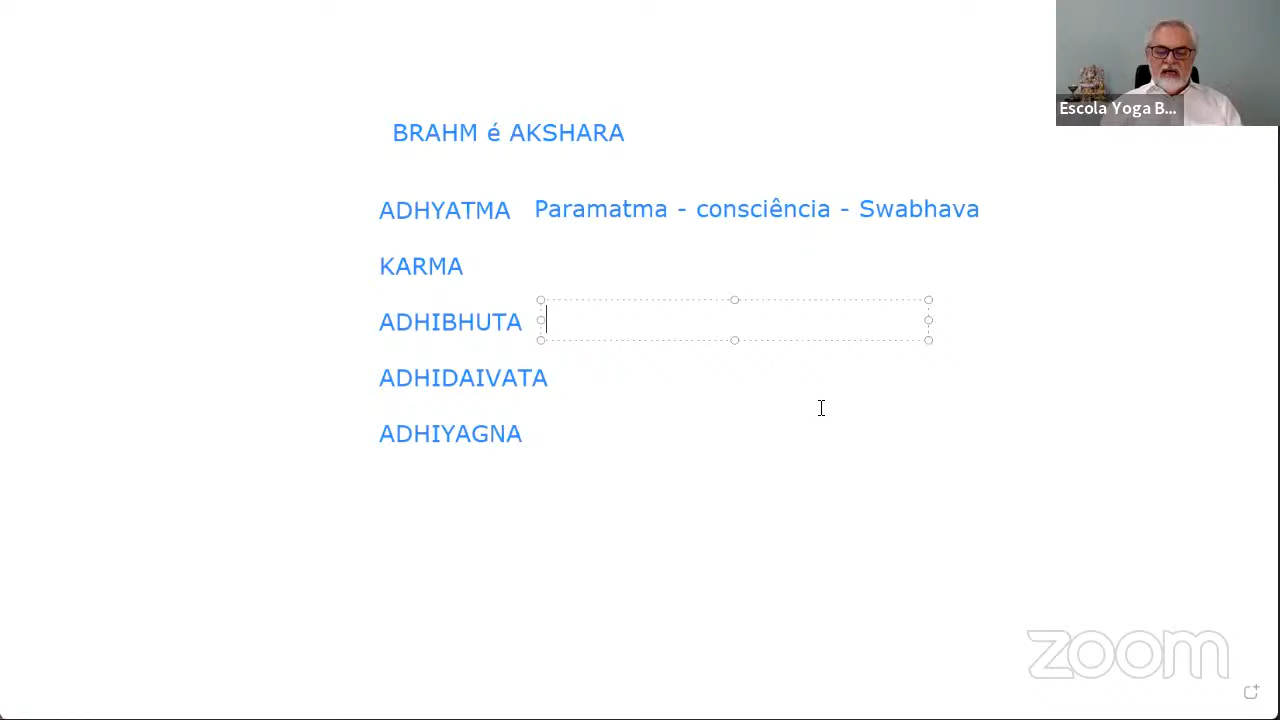 Escola Yoga B...
BRAHM é AKSHARA
ADHYATMA Paramatma - consciência - Swabhava
KARMA
ADHIBHUTA
ADHIDAIVATA
ADHIYAGNA
zoom